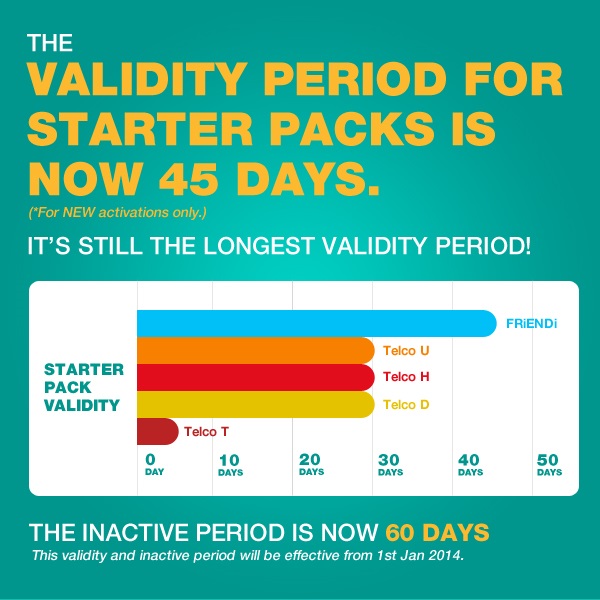 THE
VALIDITY PERIOD FOR
STARTER PACKS IS
NOW 45 DAYS.
(*For NEW activations only.)
IT'S STILL THE LONGEST VALIDITY PERIOD!
FRiENDi
Telco U
STARTER
PACK
VALIDITY
Telco H
Telco D
Telco T
0 10 20 30 40 50
DAY DAYS DAYS DAYS DAYS DAYS
THE INACTIVE PERIOD IS NOW 60 DAYS
This validity and inactive period will be effective from 1st Jan 2014.